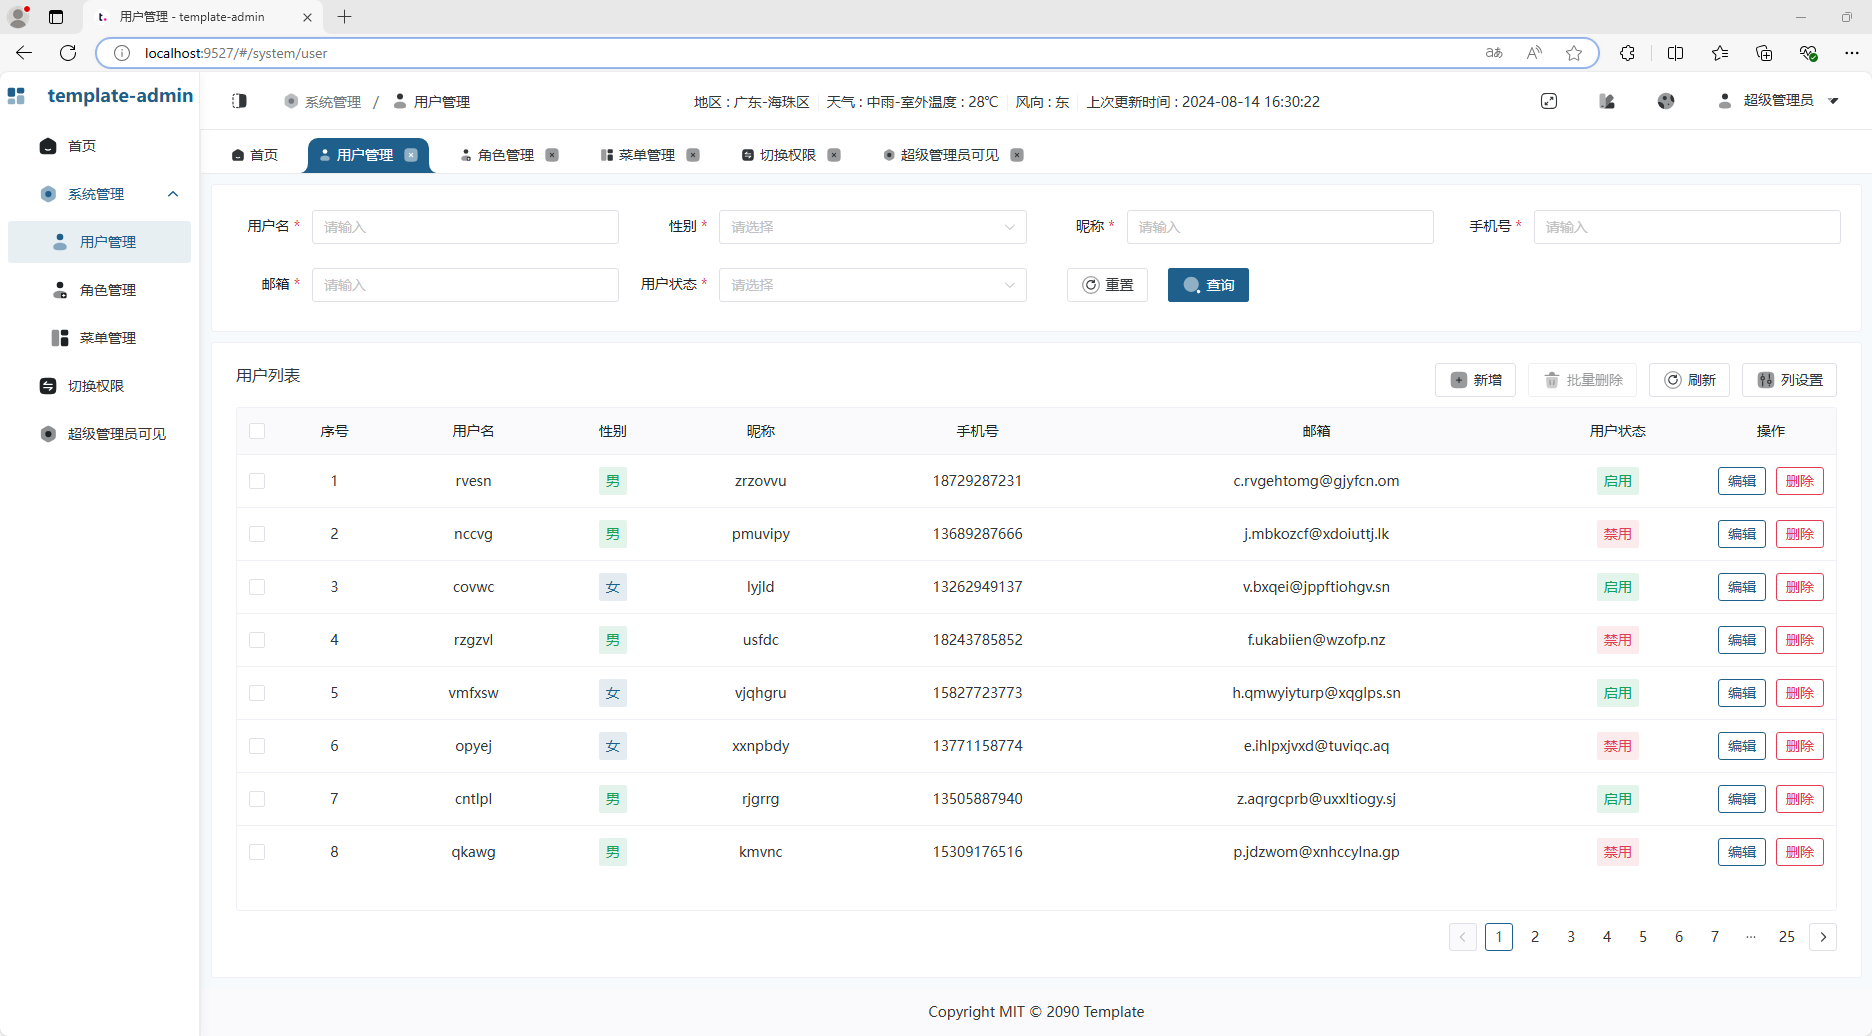 用户管理 - template-admin
localhost:9527/#/system/user
template-admin
系统管理 / 用户管理
地区 : 广东-海珠区 天气 : 中雨-室外温度 : 28℃ 风向 : 东 上次更新时间 : 2024-08-14 16:30:22
超级管理员
首页
系统管理
用户管理
角色管理
菜单管理
切换权限
超级管理员可见
首页 用户管理 角色管理 菜单管理 切换权限 超级管理员可见
用户名 * 请输入 性别 * 请选择 昵称 * 请输入 手机号 * 请输入
邮箱 * 请输入 用户状态 * 请选择 重置 查询
用户列表 新增 批量删除 刷新 列设置
序号 用户名 性别 昵称 手机号 邮箱 用户状态 操作
1 rvesn 男 zrzovvu 18729287231 c.rvgehtomg@gjyfcn.om 启用 编辑 删除
2 nccvg 男 pmuvipy 13689287666 j.mbkozcf@xdoiuttj.lk 禁用 编辑 删除
3 covwc 女 lyjld 13262949137 v.bxqei@jppftiohgv.sn 启用 编辑 删除
4 rzgzvl 男 usfdc 18243785852 f.ukabiien@wzofp.nz 禁用 编辑 删除
5 vmfxsw 女 vjqhgru 15827723773 h.qmwyiyturp@xqglps.sn 启用 编辑 删除
6 opyej 女 xxnpbdy 13771158774 e.ihlpxjvxd@tuviqc.aq 禁用 编辑 删除
7 cntlpl 男 rjgrrg 13505887940 z.aqrgcprb@uxxltiogy.sj 启用 编辑 删除
8 qkawg 男 kmvnc 15309176516 p.jdzwom@xnhccylna.gp 禁用 编辑 删除
1 2 3 4 5 6 7 ··· 25
Copyright MIT © 2090 Template